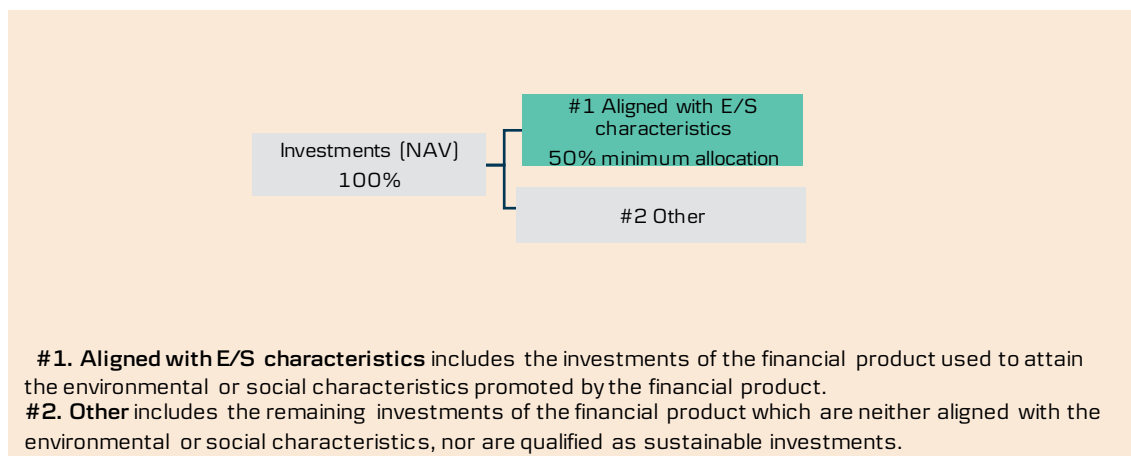 #1 Aligned with E/S
characteristics
50% minimum allocation
Investments (NAV)
100%
#2 Other
#1. Aligned with E/S characteristics includes the investments of the financial product used to attain
the environmental or social characteristics promoted by the financial product.
#2. Other includes the remaining investments of the financial product which are neither aligned with the
environmental or social characteristics, nor are qualified as sustainable investments.